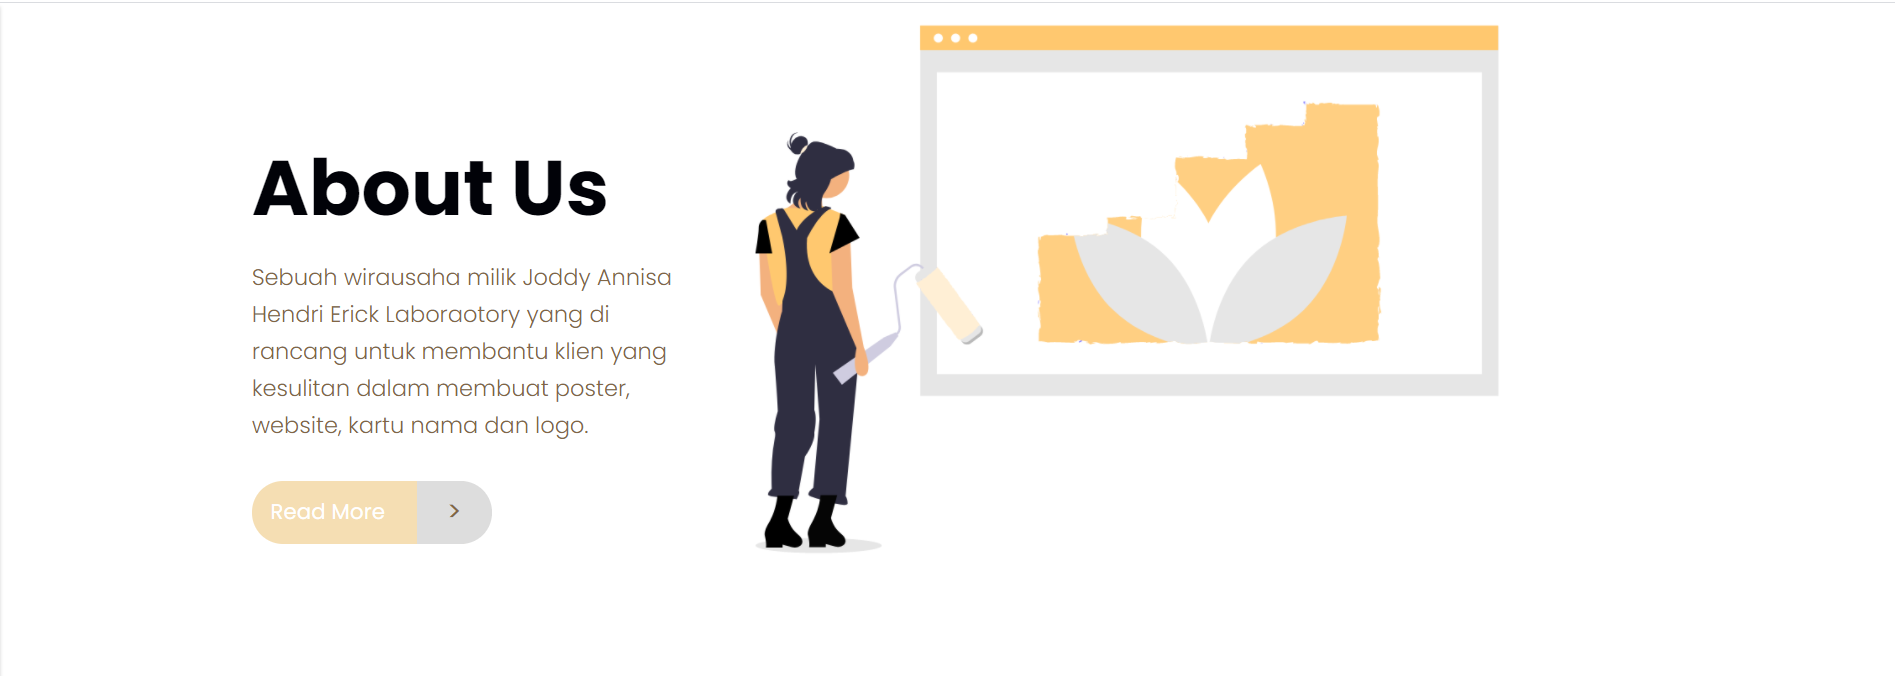 About Us
Sebuah wirausaha milik Joddy Annisa
Hendri Erick Laboraotory yang di
rancang untuk membantu klien yang
kesulitan dalam membuat poster,
website, kartu nama dan logo.
Read More >